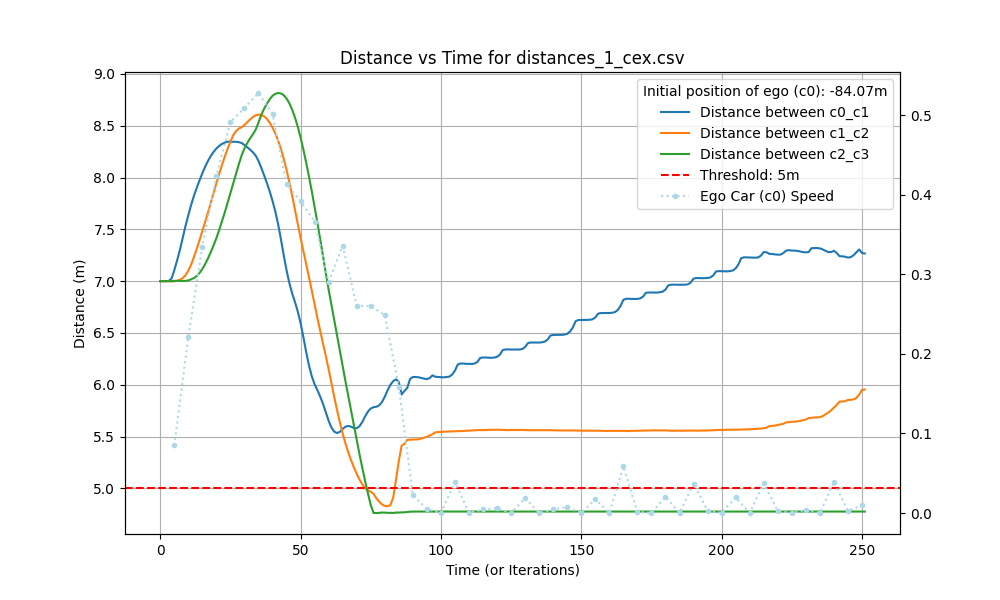 Distance vs Time for distances_1_cex.csv
Initial position of ego (c0): -84.07m
Distance between c0_c1
Distance between c1_c2
Distance between c2_c3
Threshold: 5m
Ego Car (c0) Speed
Distance (m)
9.0
8.5
8.0
7.5
7.0
6.5
6.0
5.5
5.0
0.5
0.4
0.3
0.2
0.1
0.0
0 50 100 150 200 250
Time (or Iterations)